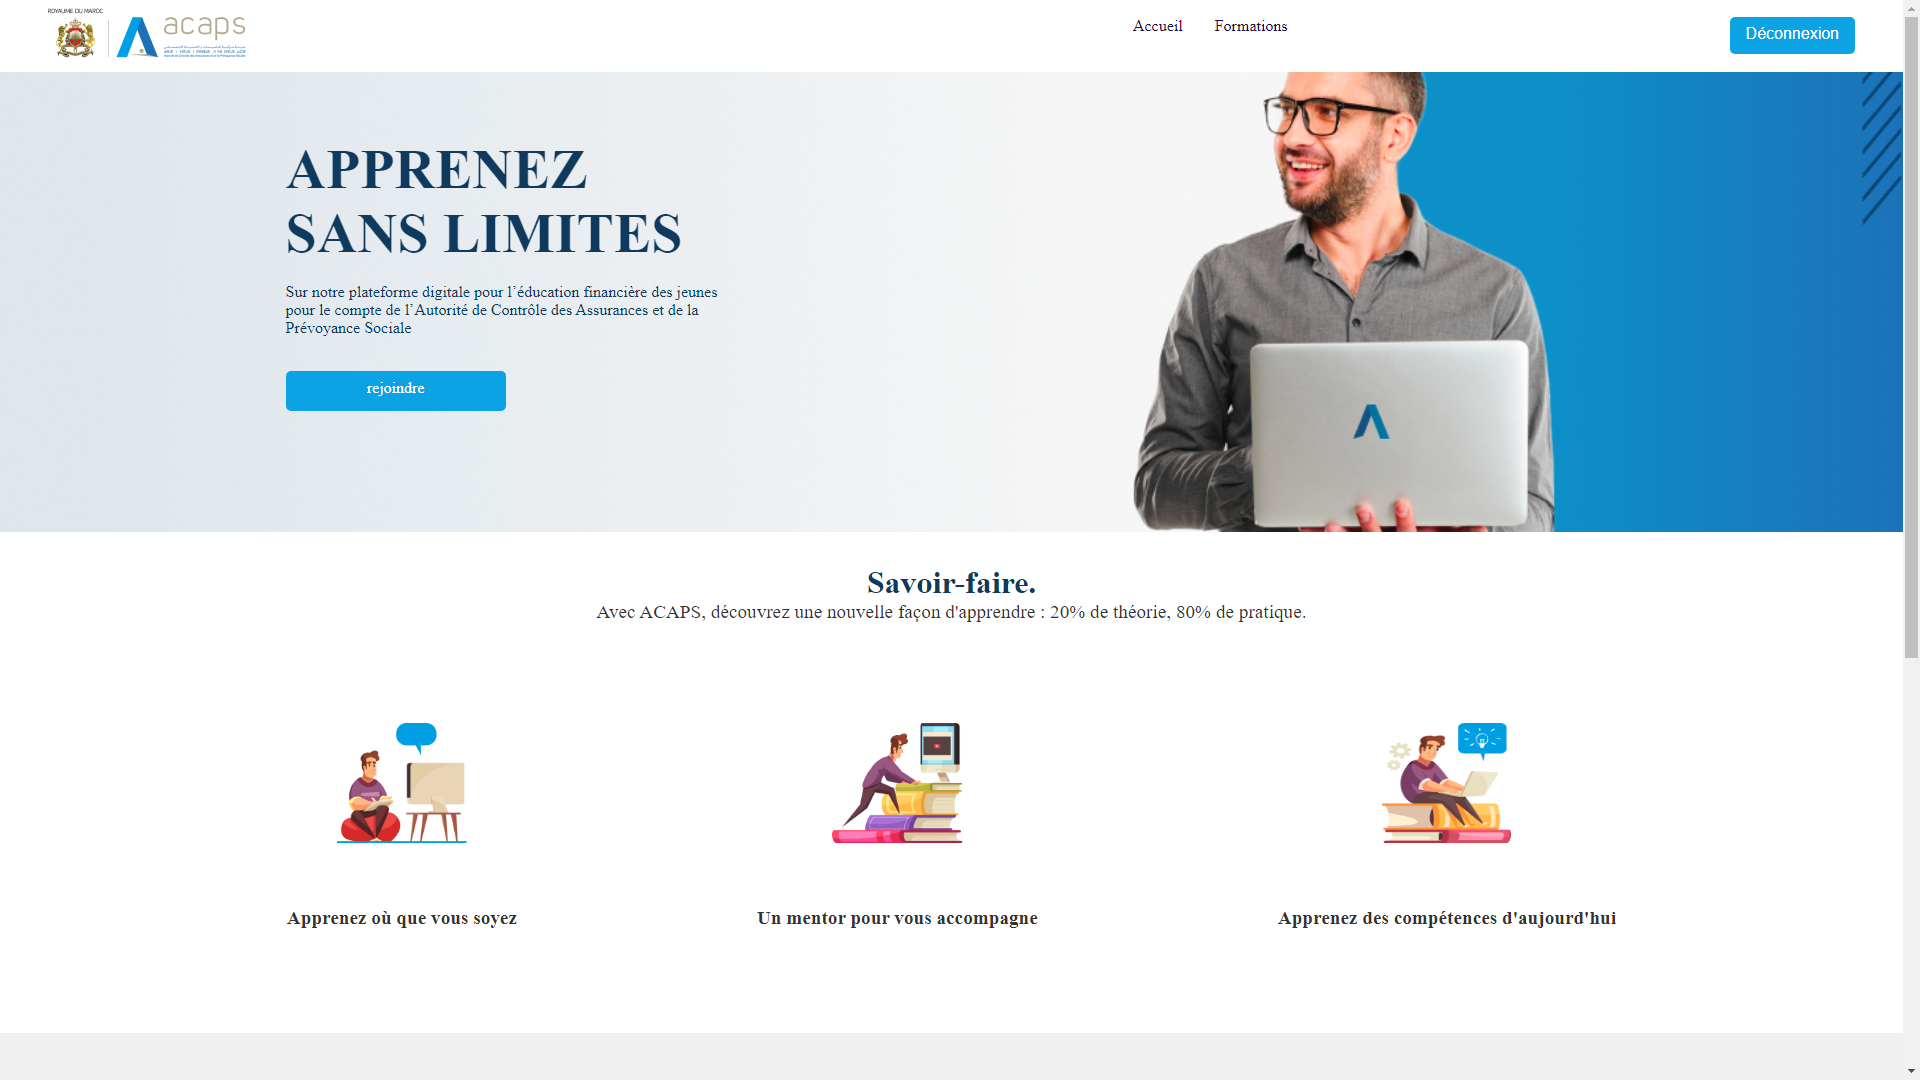 ROYAUME DU MAROC
acaps
Accueil
Formations
Déconnexion
APPRENEZ
SANS LIMITES
Sur notre plateforme digitale pour l’éducation financière des jeunes
pour le compte de l’Autorité de Contrôle des Assurances et de la
Prévoyance Sociale
rejoindre
Savoir-faire.
Avec ACAPS, découvrez une nouvelle façon d'apprendre : 20% de théorie, 80% de pratique.
Apprenez où que vous soyez
Un mentor pour vous accompagne
Apprenez des compétences d'aujourd'hui